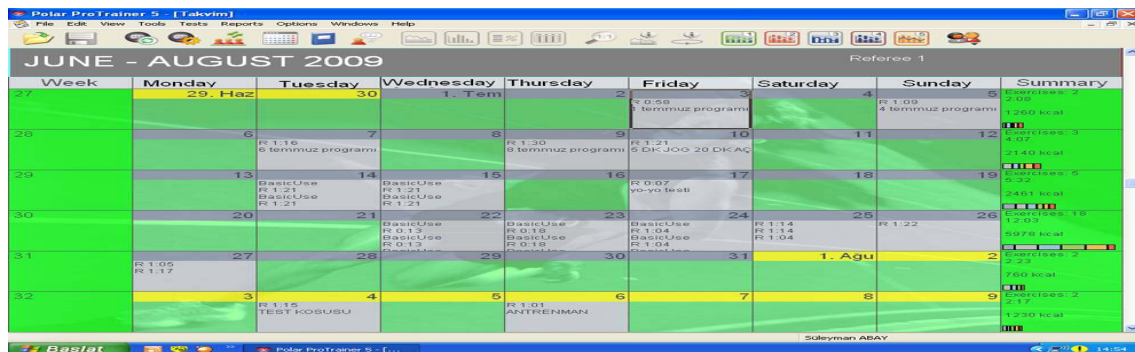 Polar ProTrainer 5 - [Takvim]
File Edit View Tools Tests Reports Options Windows Help
JUNE - AUGUST 2009 Referee 1
Week Monday Tuesday Wednesday Thursday Friday Saturday Sunday Summary
27 29. Haz 30 1. Tem 2 3 4 5 Exercises: 2
R 0:58 R 1:09 2:08
1 temmuz programı 4 temmuz programı 1260 kcal
28 6 7 8 9 10 11 12 Exercises: 3
R 1:16 R 1:30 R 1:21 4:07
6 temmuz programı 8 temmuz programı 5 DK JOG 20 DK AÇ 2140 kcal
29 13 14 15 16 17 18 19 Exercises: 5
BasicUse BasicUse R 0:07 5:32
R 1:21 R 1:21 yo-yo testi
BasicUse BasicUse 2461 kcal
R 1:21 R 1:21
30 20 21 22 23 24 25 26 Exercises: 18
BasicUse BasicUse BasicUse R 1:14 R 1:22 12:03
R 0:13 R 0:18 R 1:04 R 1:14
BasicUse BasicUse BasicUse R 1:04 5978 kcal
R 0:13 R 0:18 R 1:04
31 27 28 29 30 31 1. Ağu 2 Exercises: 2
R 1:05 2:23
R 1:17 760 kcal
32 3 4 5 6 7 8 9 Exercises: 2
R 1:15 R 1:01 2:17
TEST KOSUSU ANTRENMAN 1230 kcal
Süleyman ABAY
Başlat Polar ProTrainer 5 - [... 14:54